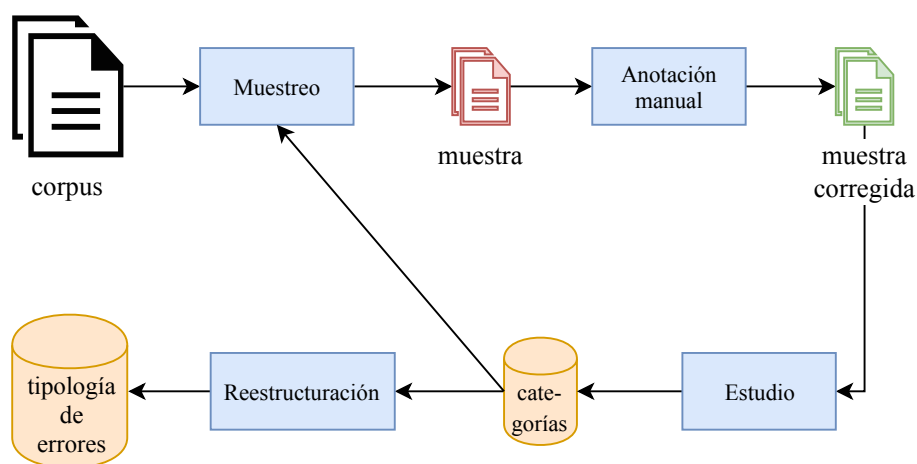 Muestreo
Anotación
manual
muestra
muestra
corregida
corpus
tipología
de
errores
Reestructuración
cate-
gorías
Estudio